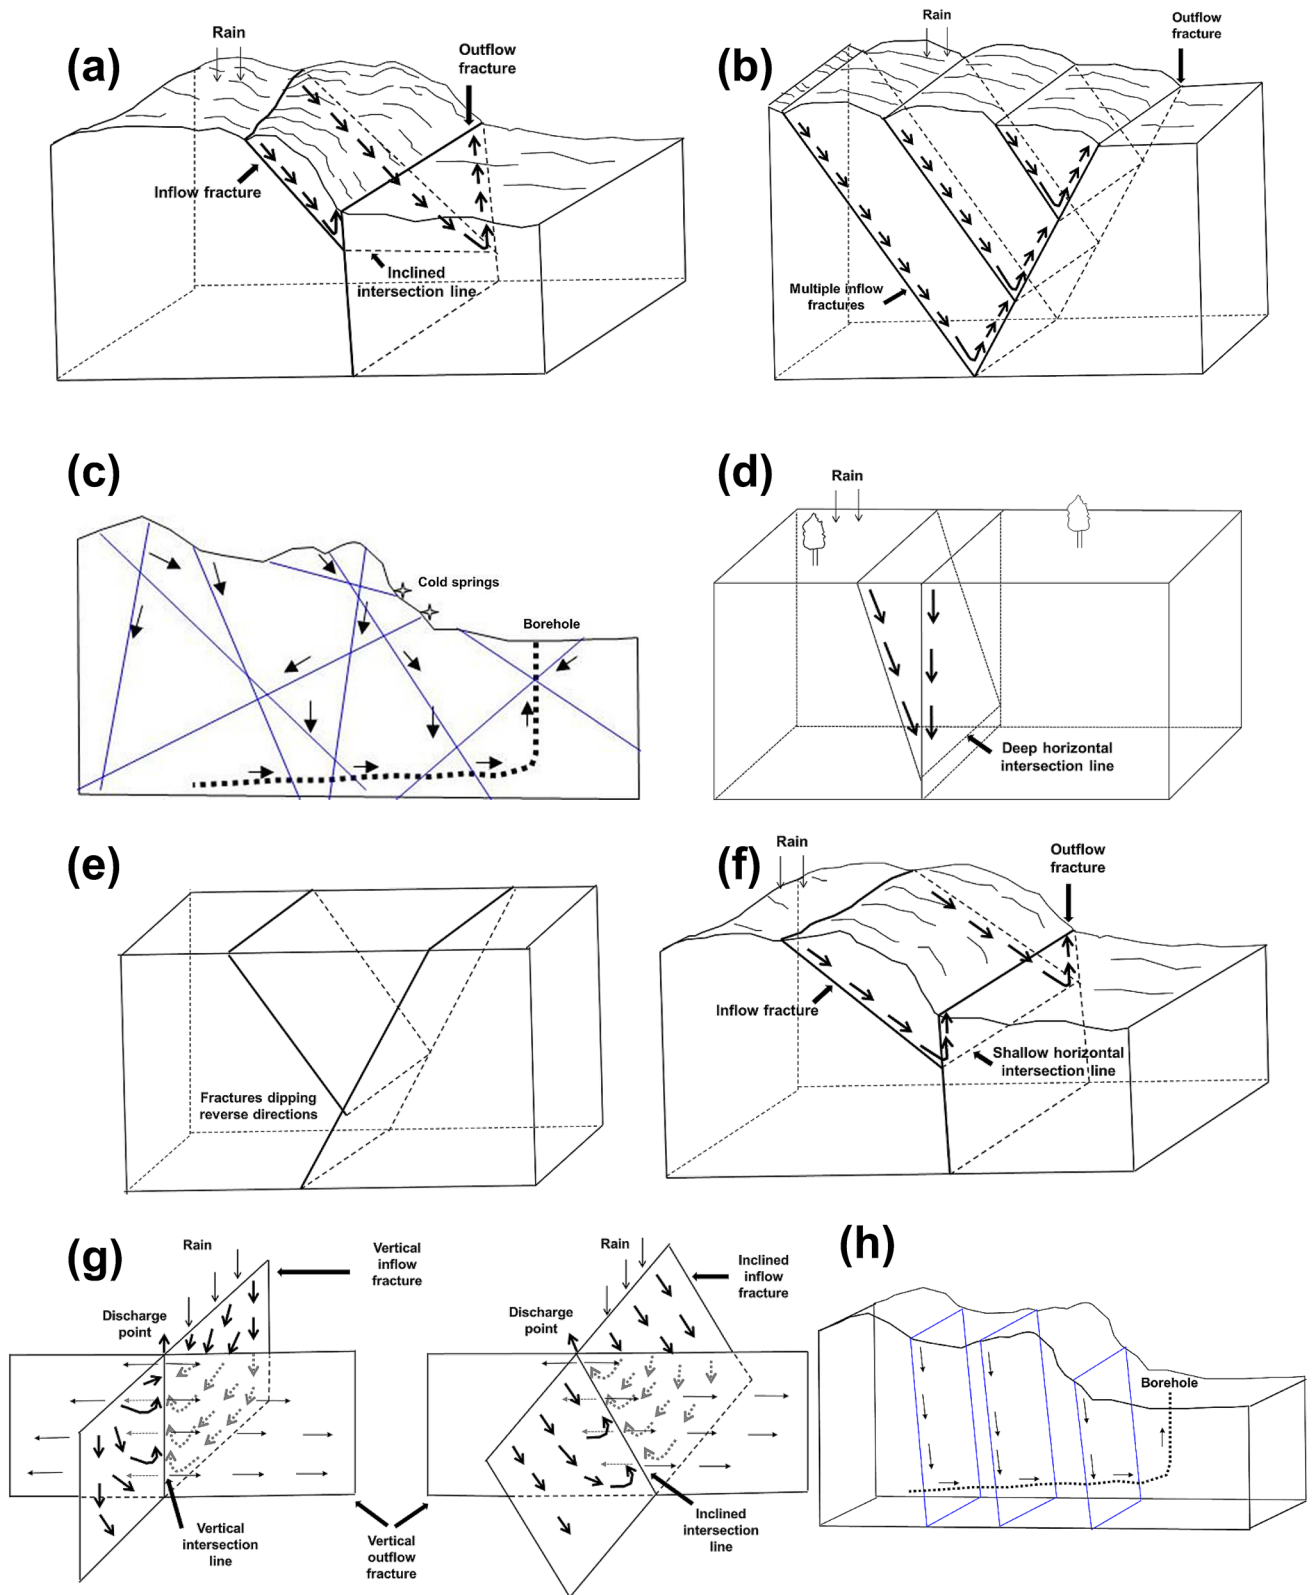 (a)
Rain
Outflow
fracture
Inflow fracture
Inclined
intersection line
(b)
Rain
Outflow
fracture
Multiple inflow
fractures
(c)
Cold springs
Borehole
(d)
Rain
Deep horizontal
intersection line
(e)
Fractures dipping
reverse directions
(f)
Rain
Outflow
fracture
Inflow fracture
Shallow horizontal
intersection line
(g)
Rain
Vertical
inflow
fracture
Discharge
point
Vertical
intersection
line
Vertical
outflow
fracture
Rain
Inclined
inflow
fracture
Discharge
point
Inclined
intersection
line
(h)
Borehole